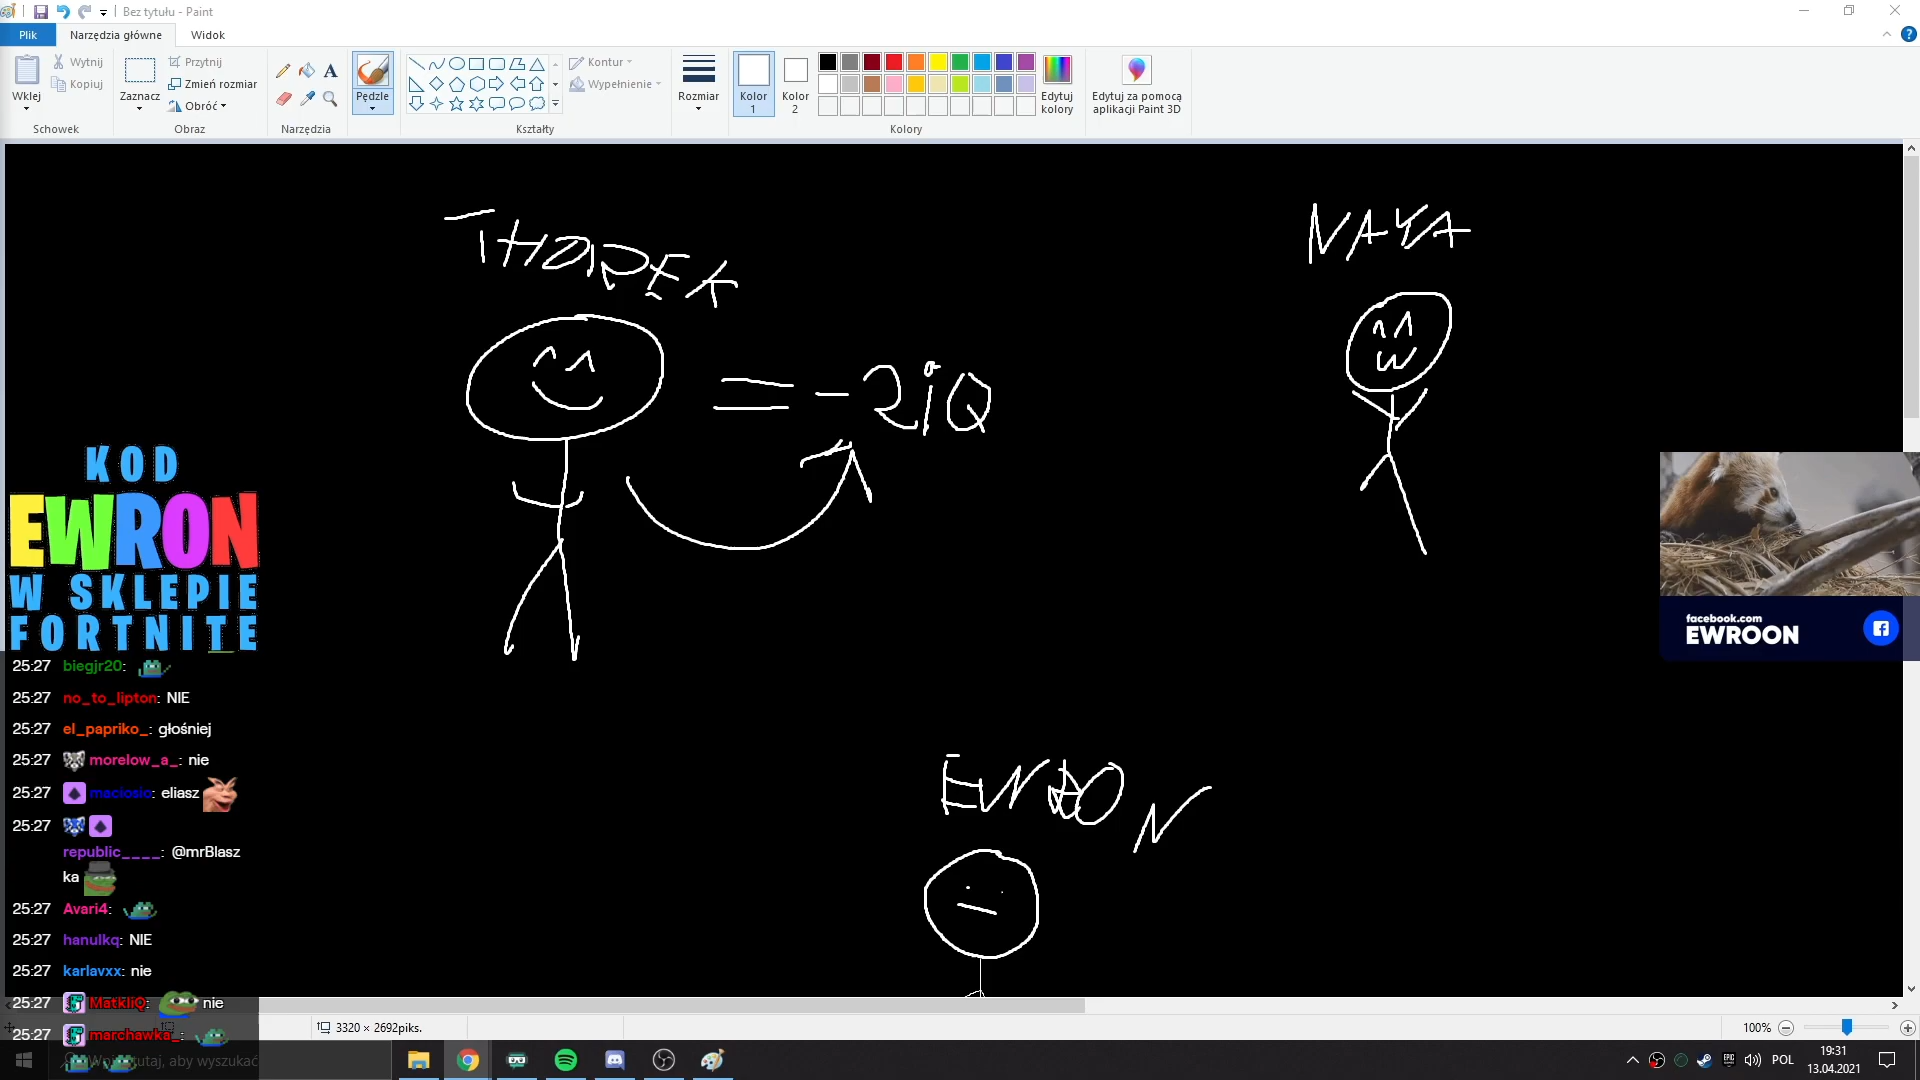 Bez tytułu - Paint
Plik Narzędzia główne Widok
Wklej
Wytnij
Kopiuj
Schowek
Zaznacz
Przytnij
Zmień rozmiar
Obróć
Obraz
A
Narzędzia
Pędzle
Kontur
Wypełnienie
Kształty
Rozmiar
Kolor 1
Kolor 2
Kolory
Edytuj kolory
Edytuj za pomocą aplikacji Paint 3D
THOREK
NAYA
= -2iQ
KOD
EWRON
W SKLEPIE
FORTNITE
facebook.com
EWROON
25:27 biegjr20:
25:27 no_to_lipton: NIE
25:27 el_papriko_: głośniej
25:27 morelow_a_: nie
25:27 maciosio: eliasz
25:27
republic____: @mrBlasz
ka
25:27 Avari4:
25:27 hanulkq: NIE
25:27 karlavxx: nie
25:27 MatkliQ: nie
25:27 marchawka_:
3320 × 2692piks.
100%
tutaj, aby wyszukać
POL
19:31
13.04.2021